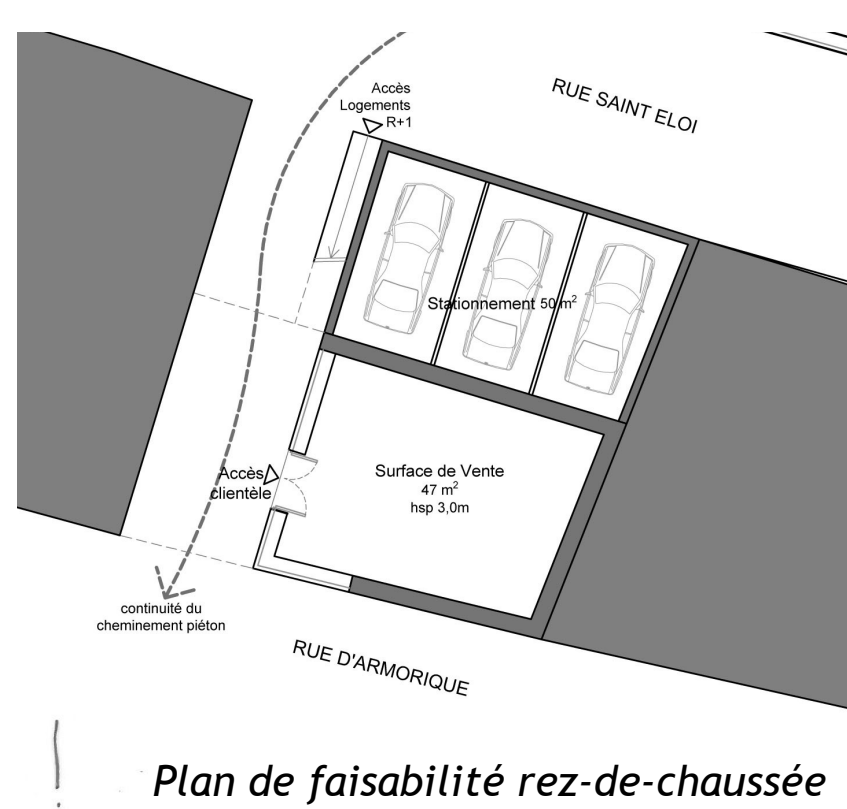 RUE SAINT ELOI
Accès
Logements
R+1
Stationnement 50 m²
Surface de Vente
47 m²
hsp 3,0m
Accès
clientèle
continuité du
cheminement piéton
RUE D'ARMORIQUE
Plan de faisabilité rez-de-chaussée